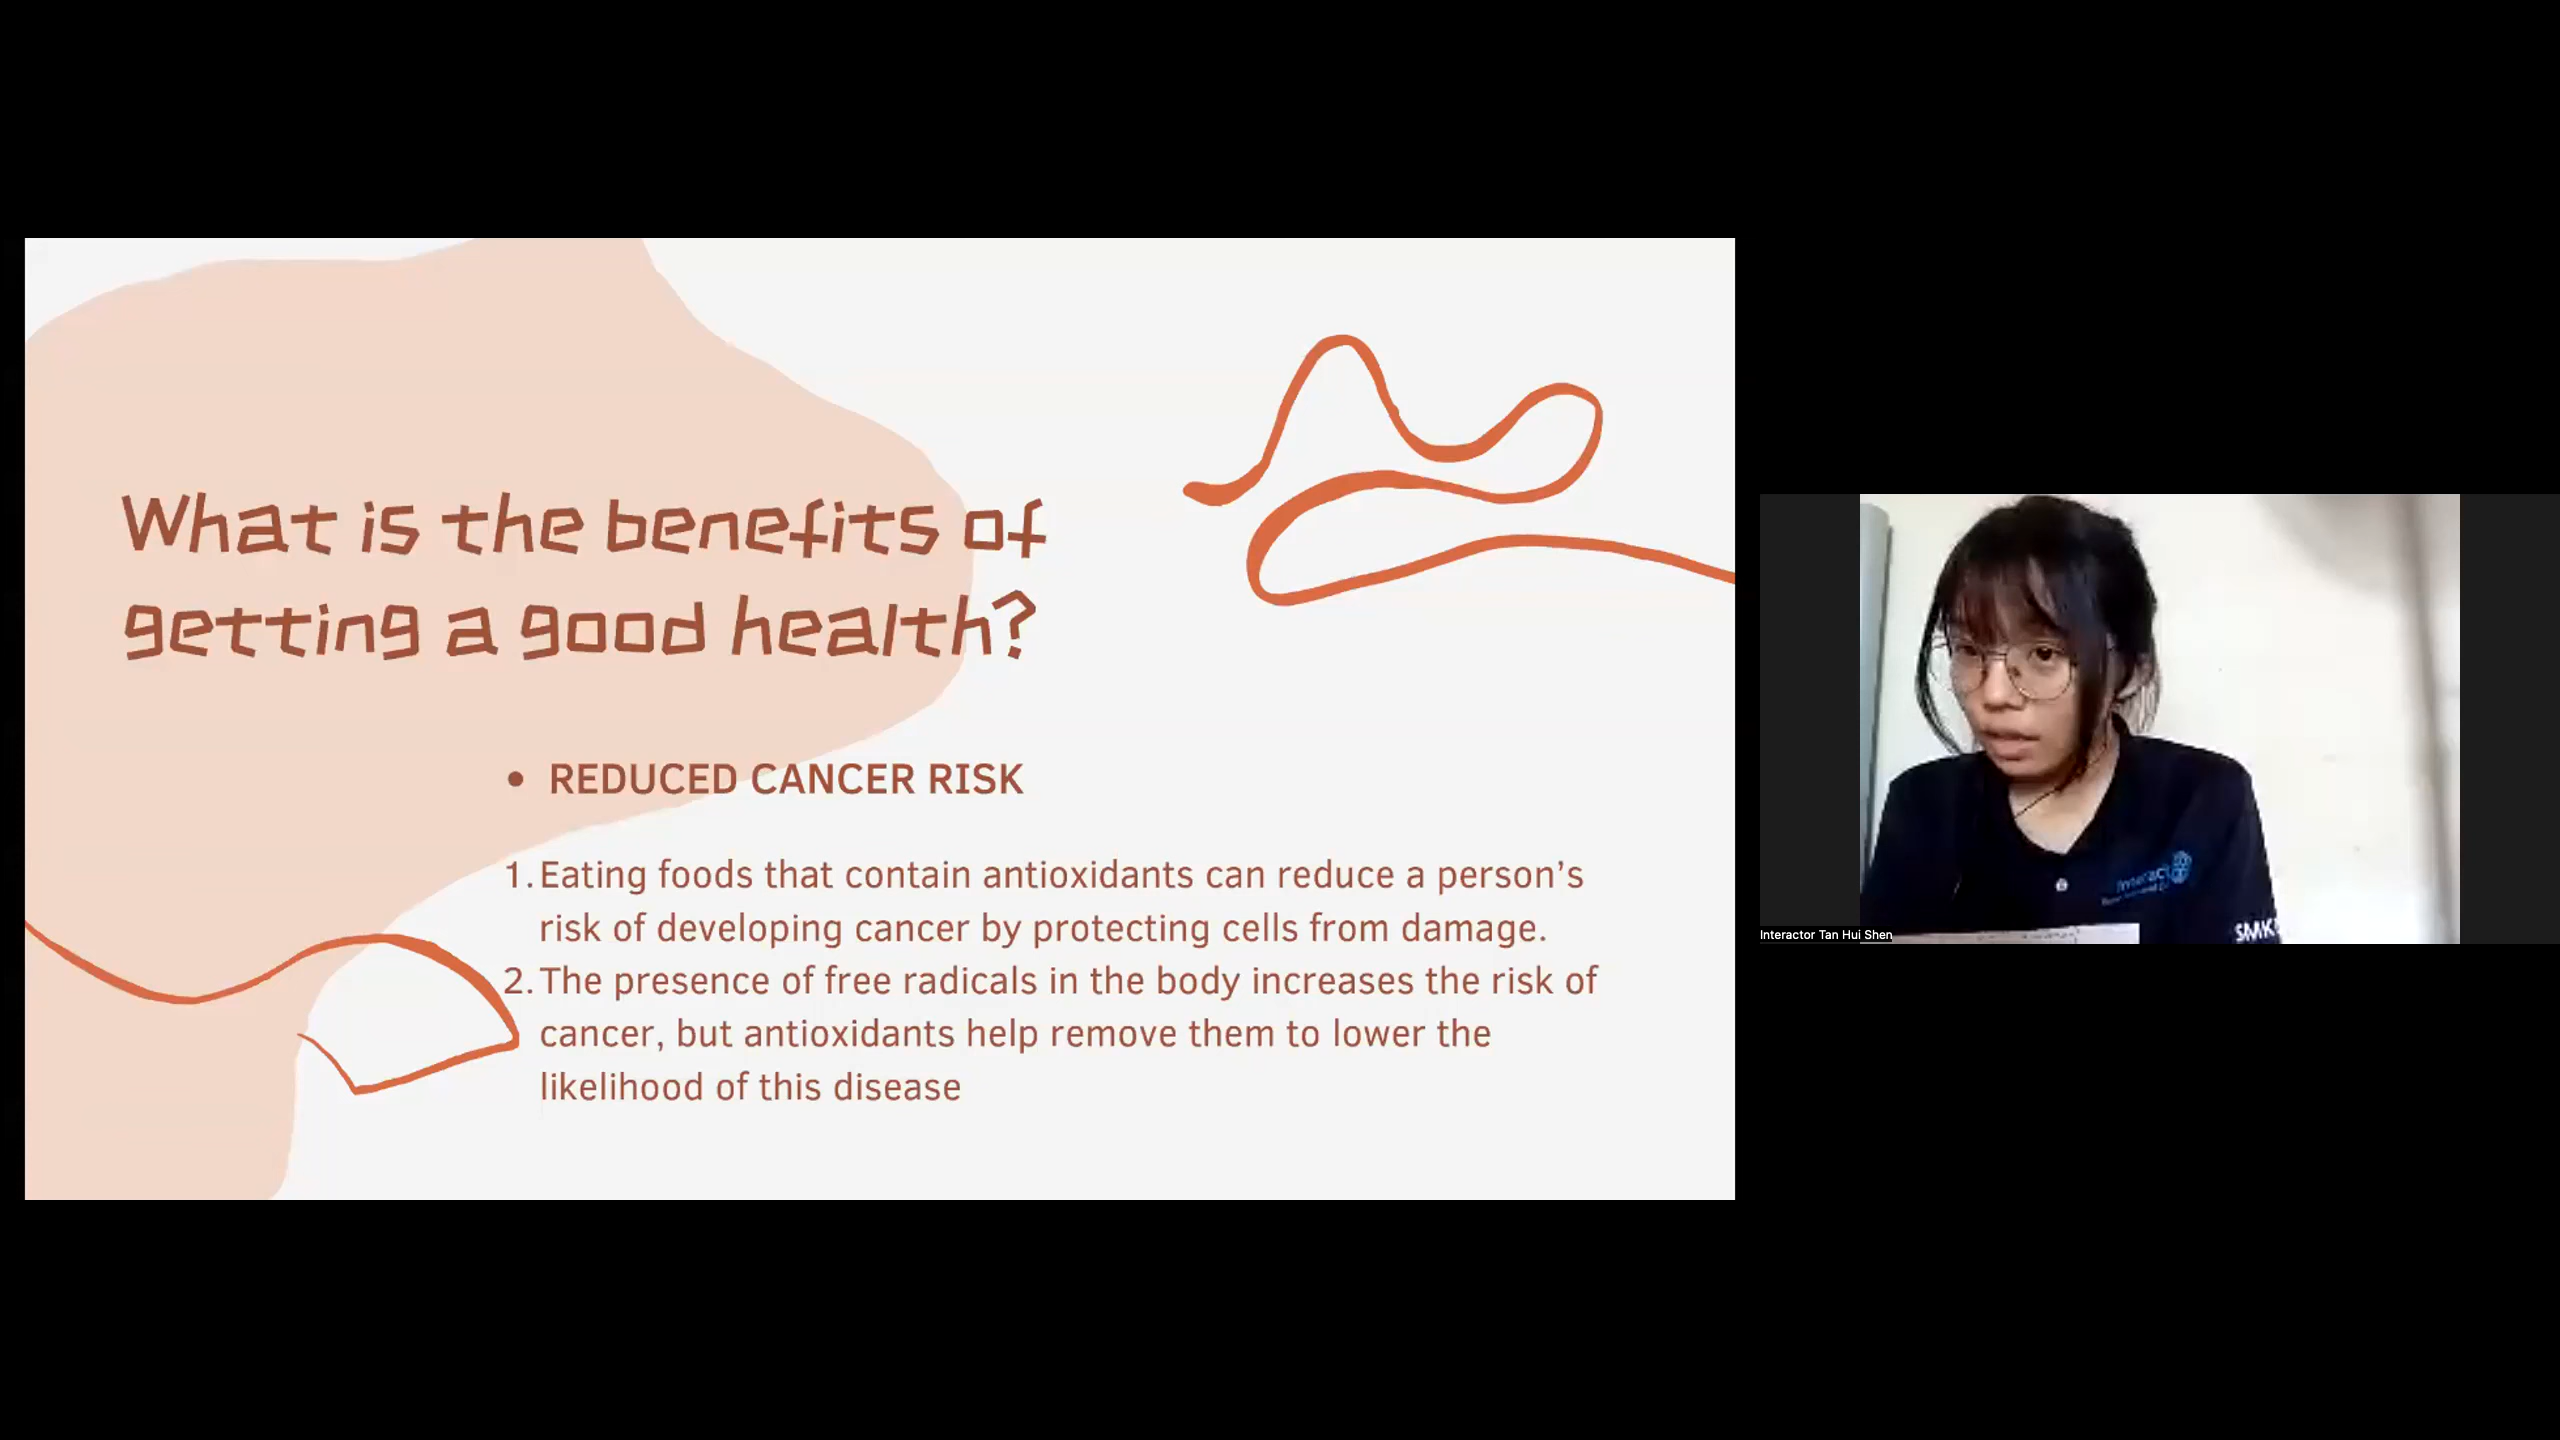 What is the benefits of
getting a good health?
• REDUCED CANCER RISK
1. Eating foods that contain antioxidants can reduce a person's
risk of developing cancer by protecting cells from damage.
2. The presence of free radicals in the body increases the risk of
cancer, but antioxidants help remove them to lower the
likelihood of this disease
Interact
SMK
Interactor Tan Hui Shen